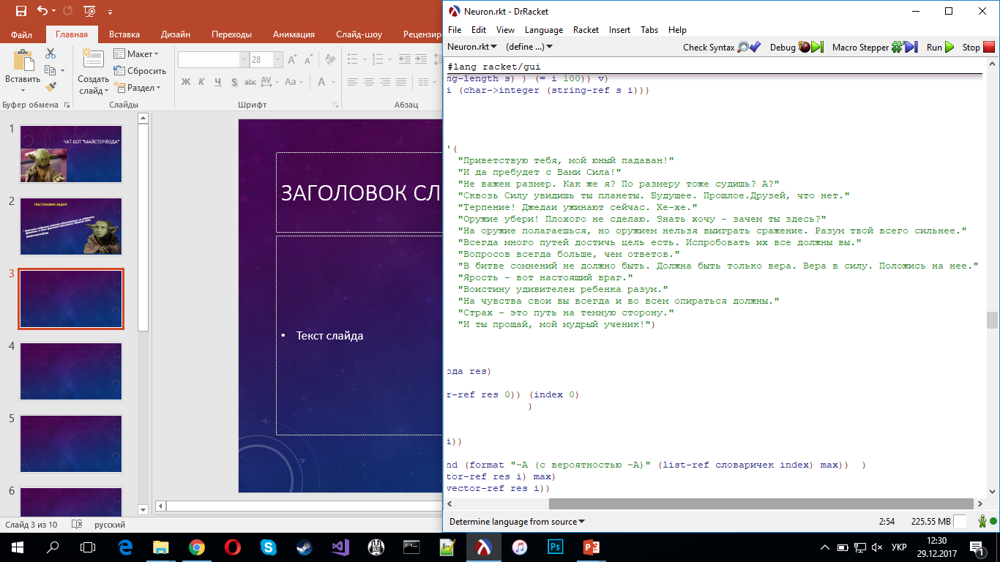 Файл
Главная
Вставка
Дизайн
Переходы
Анимация
Слайд-шоу
Рецензир
Вставить
Макет
Создать слайд
Сбросить
Раздел
28
Ж К Ч S abc AV Aa A
Буфер обмена
Слайды
Шрифт
Абзац
1
ЧАТ-БОТ "МАЙСТЕРЙОДА"
2
ПОСТАНОВКА ЗАДАЧІ
3
4
5
6
ЗАГОЛОВОК СЛА
• Текст слайда
Слайд 3 из 10
русский
Neuron.rkt - DrRacket
File Edit View Language Racket Insert Tabs Help
Neuron.rkt (define ...) Check Syntax Debug Macro Stepper Run Stop
#lang racket/gui
ng-length s) ) (= i 100)) v)
i (char->integer (string-ref s i)))
'(
"Приветствую тебя, мой юный падаван!"
"И да пребудет с Вами Сила!"
"Не важен размер. Как же я? По размеру тоже судишь? А?"
"Сквозь Силу увидишь ты планеты. Будущее. Прошлое.Друзей, что нет."
"Терпение! Джедаи ужинают сейчас. Хе-хе."
"Оружие убери! Плохого не сделаю. Знать хочу - зачем ты здесь?"
"На оружие полагаешься, но оружием нельзя выиграть сражение. Разум твой всего сильнее."
"Всегда много путей достичь цель есть. Испробовать их все должны вы."
"Вопросов всегда больше, чем ответов."
"В битве сомнений не должно быть. Должна быть только вера. Вера в силу. Положись на нее."
"Ярость - вот настоящий враг."
"Воистину удивителен ребенка разум."
"На чувства свои вы всегда и во всем опираться должны."
"Страх - это путь на темную сторону."
"И ты прощай, мой мудрый ученик!")
ода res)
r-ref res 0)) (index 0)
)
i))
nd (format "~A (с вероятностью ~A)" (list-ref словаричек index) max)) )
tor-ref res i) max)
vector-ref res i))
Determine language from source
2:54
225.55 MB
УКР
12:30
29.12.2017
1